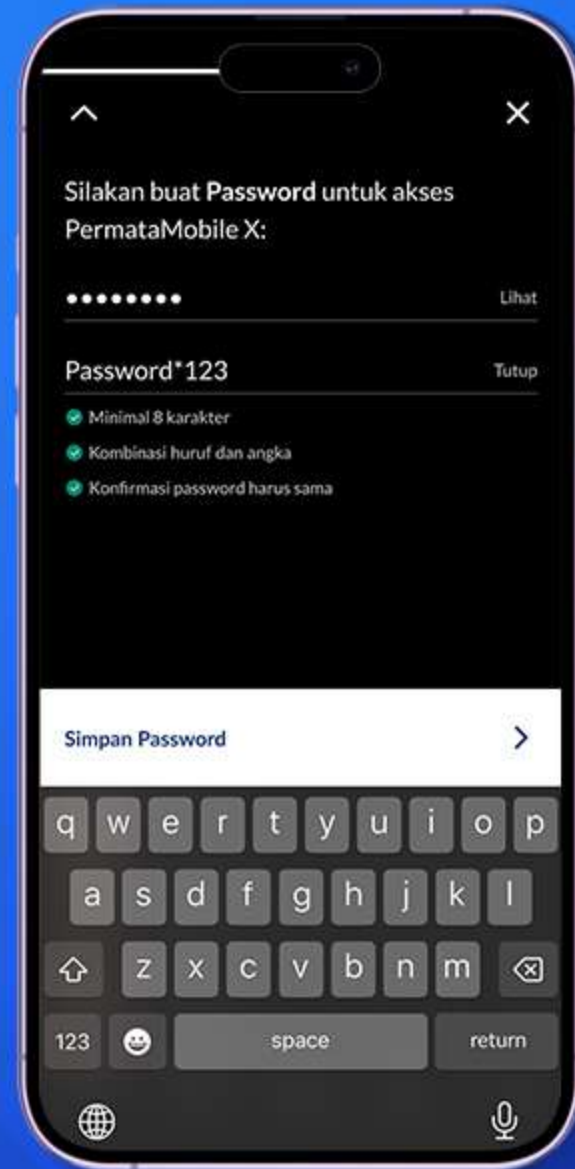 Silakan buat Password untuk akses
PermataMobile X:
•••••••• Lihat
Password*123 Tutup
Minimal 8 karakter
Kombinasi huruf dan angka
Konfirmasi password harus sama
Simpan Password
q w e r t y u i o p
a s d f g h j k l
z x c v b n m
123 space return